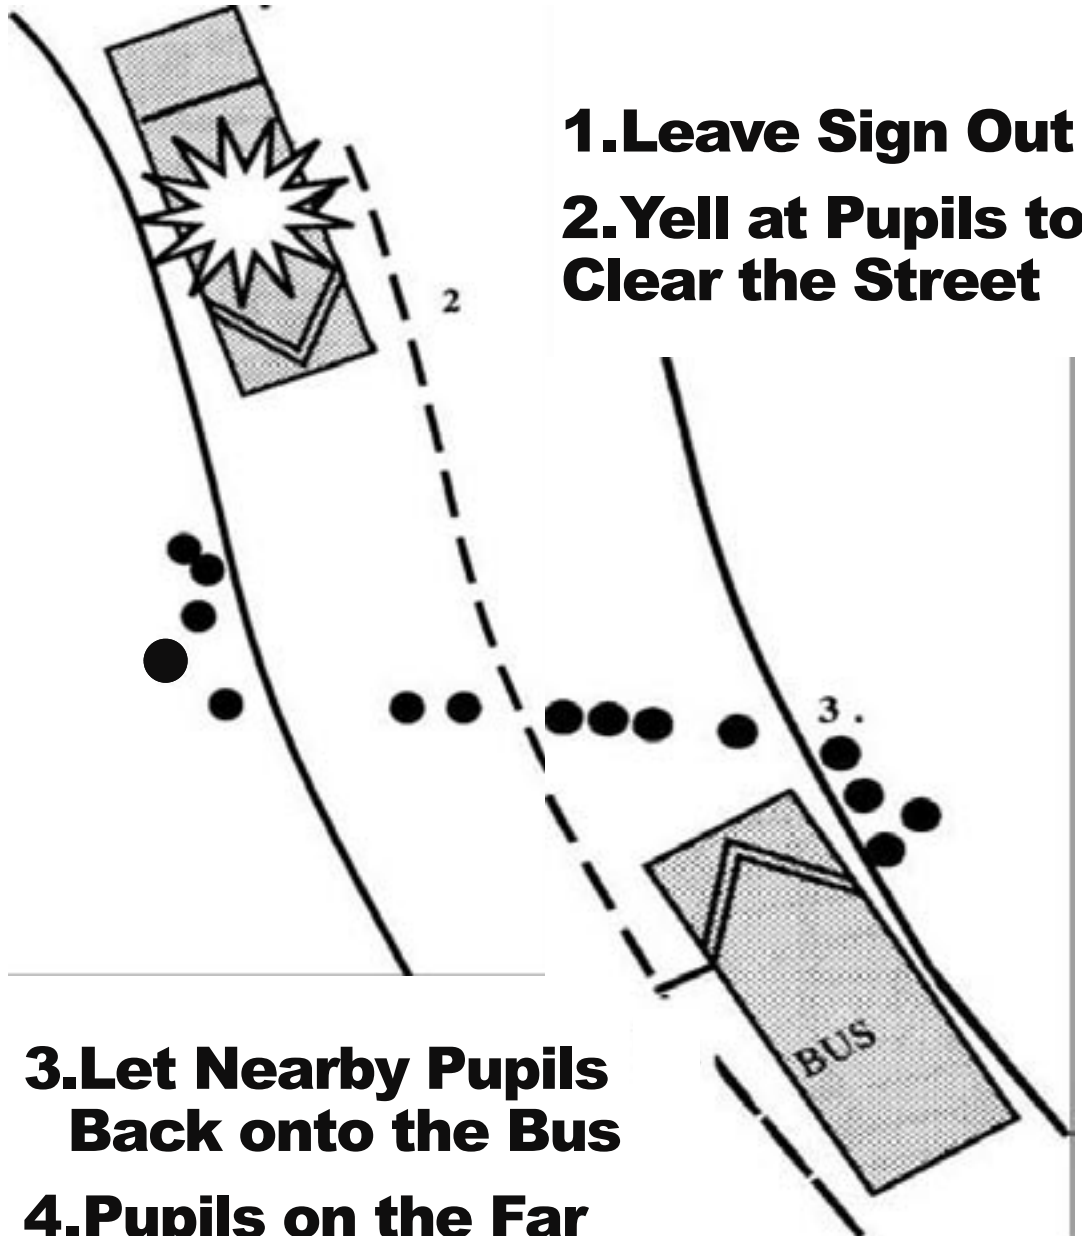 1.Leave Sign Out
2.Yell at Pupils to
Clear the Street
2
3 .
BUS
3.Let Nearby Pupils
Back onto the Bus
4.Pupils on the Far